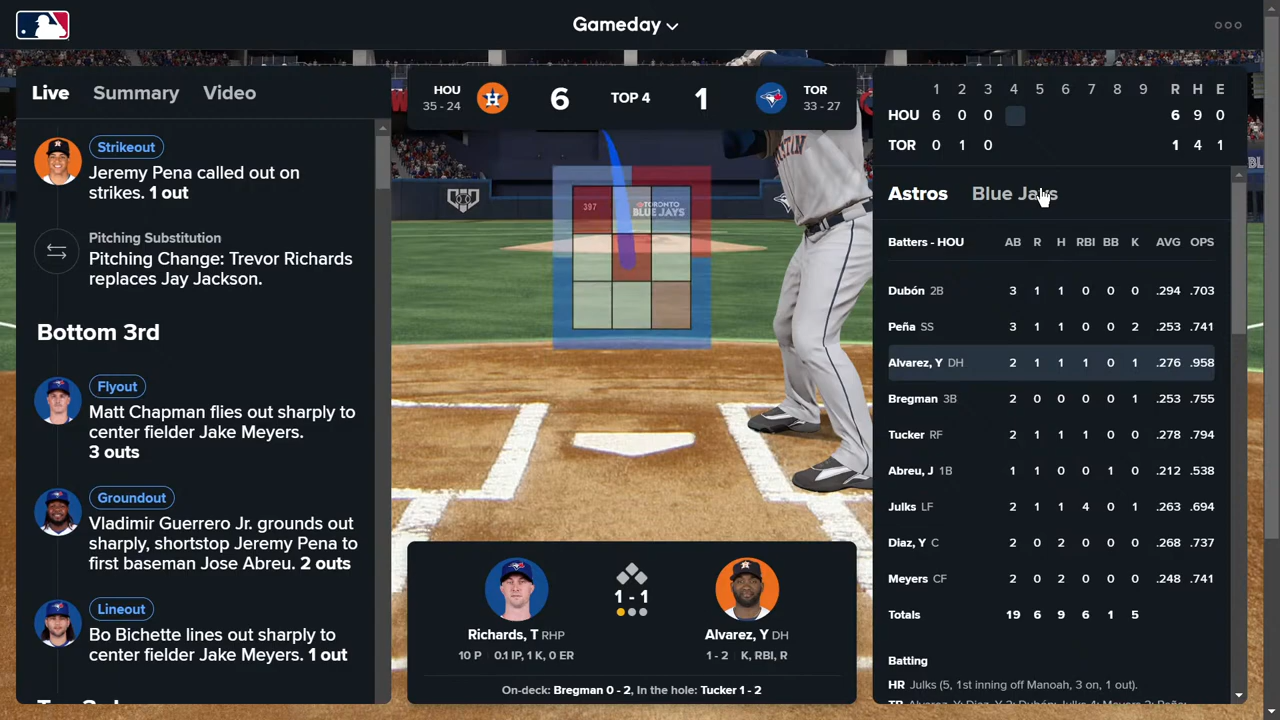 Gameday
Live Summary Video
Strikeout
Jeremy Pena called out on
strikes. 1 out
Pitching Substitution
Pitching Change: Trevor Richards
replaces Jay Jackson.
Bottom 3rd
Flyout
Matt Chapman flies out sharply to
center fielder Jake Meyers.
3 outs
Groundout
Vladimir Guerrero Jr. grounds out
sharply, shortstop Jeremy Pena to
first baseman Jose Abreu. 2 outs
Lineout
Bo Bichette lines out sharply to
center fielder Jake Meyers. 1 out
HOU 6 TOP 4 1 TOR
35 - 24 33 - 27
397
TORONTO
BLUE JAYS
HOUSTON
1 - 1
Richards, T RHP
10 P 0.1 IP, 1 K, 0 ER
Alvarez, Y DH
1 - 2 K, RBI, R
On-deck: Bregman 0 - 2, In the hole: Tucker 1 - 2
1 2 3 4 5 6 7 8 9 R H E
HOU 6 0 0 6 9 0
TOR 0 1 0 1 4 1
Astros Blue Jays
Batters - HOU AB R H RBI BB K AVG OPS
Dubón 2B 3 1 1 0 0 0 .294 .703
Peña SS 3 1 1 0 0 2 .253 .741
Alvarez, Y DH 2 1 1 1 0 1 .276 .958
Bregman 3B 2 0 0 0 0 1 .253 .755
Tucker RF 2 1 1 1 0 0 .278 .794
Abreu, J 1B 1 1 0 0 1 0 .212 .538
Julks LF 2 1 1 4 0 1 .263 .694
Diaz, Y C 2 0 2 0 0 0 .268 .737
Meyers CF 2 0 2 0 0 0 .248 .741
Totals 19 6 9 6 1 5
Batting
HR Julks (5, 1st inning off Manoah, 3 on, 1 out).